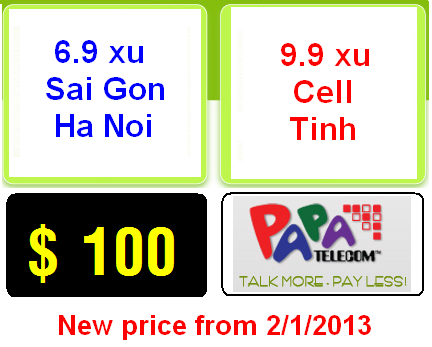 6.9 xu
Sai Gon
Ha Noi
9.9 xu
Cell
Tinh
$ 100
PAPA
TELECOM™
TALK MORE - PAY LESS!
New price from 2/1/2013